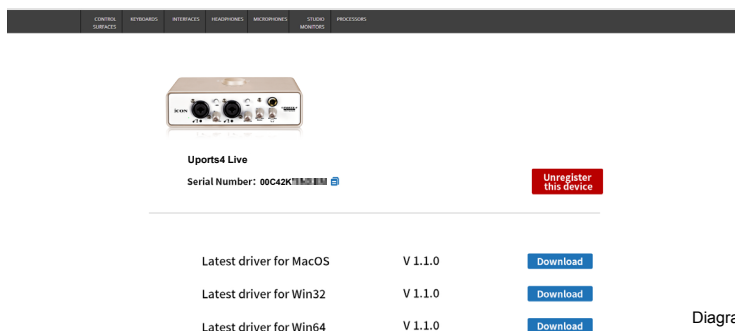 CONTROL SURFACES KEYBOARDS INTERFACES HEADPHONES MICROPHONES STUDIO MONITORS PROCESSORS
icon
Uports4 Live
Serial Number: 00C42K
Unregister
this device
Latest driver for MacOS V 1.1.0 Download
Latest driver for Win32 V 1.1.0 Download
Latest driver for Win64 V 1.1.0 Download
Diagra